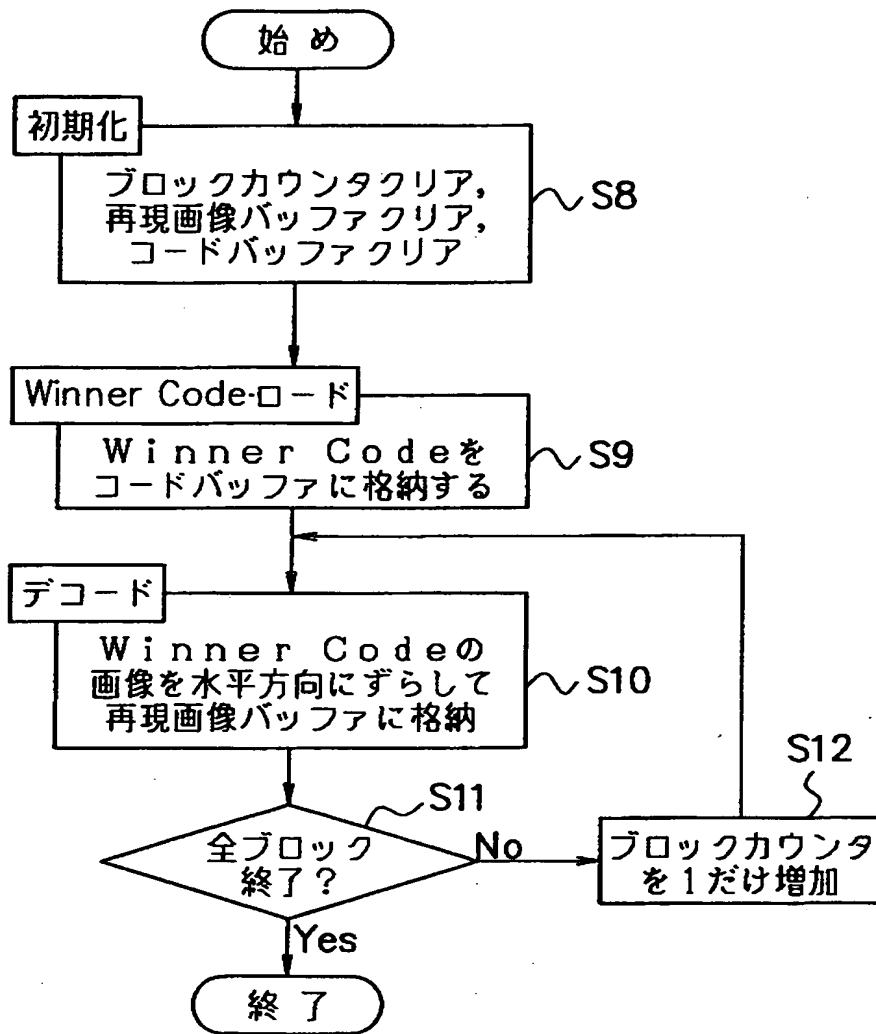 始め
初期化
ブロックカウンタクリア,
再現画像バッファクリア,
コードバッファクリア
S8
Winner Code·ロード
Winner Codeを
コードバッファに格納する
S9
デコード
Winner Codeの
画像を水平方向にずらして
再現画像バッファに格納
S10
S11
全ブロック
終了?
No
S12
ブロックカウンタ
を1だけ増加
Yes
終了